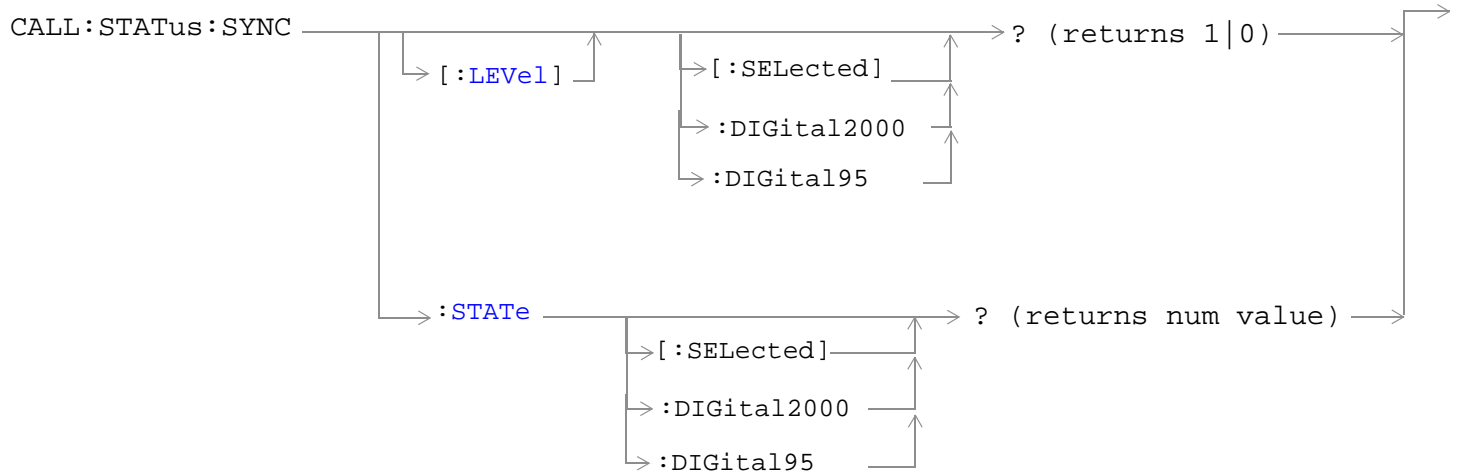 CALL:STATus:SYNC ? (returns 1|0)
[:LEVel] [:SELected]
:DIGital2000
:DIGital95
:STATe ? (returns num value)
[:SELected]
:DIGital2000
:DIGital95